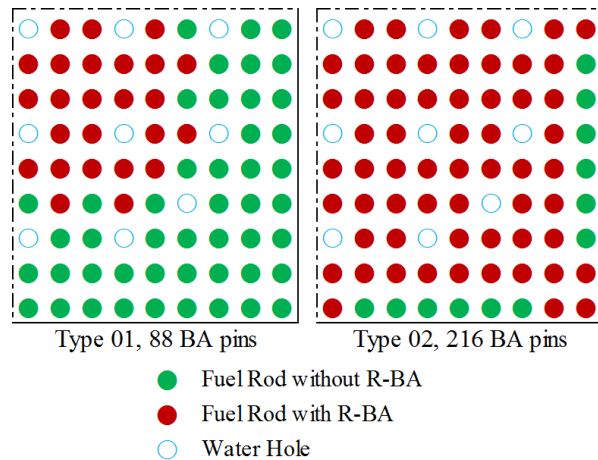 Type 01, 88 BA pins
Type 02, 216 BA pins
Fuel Rod without R-BA
Fuel Rod with R-BA
Water Hole